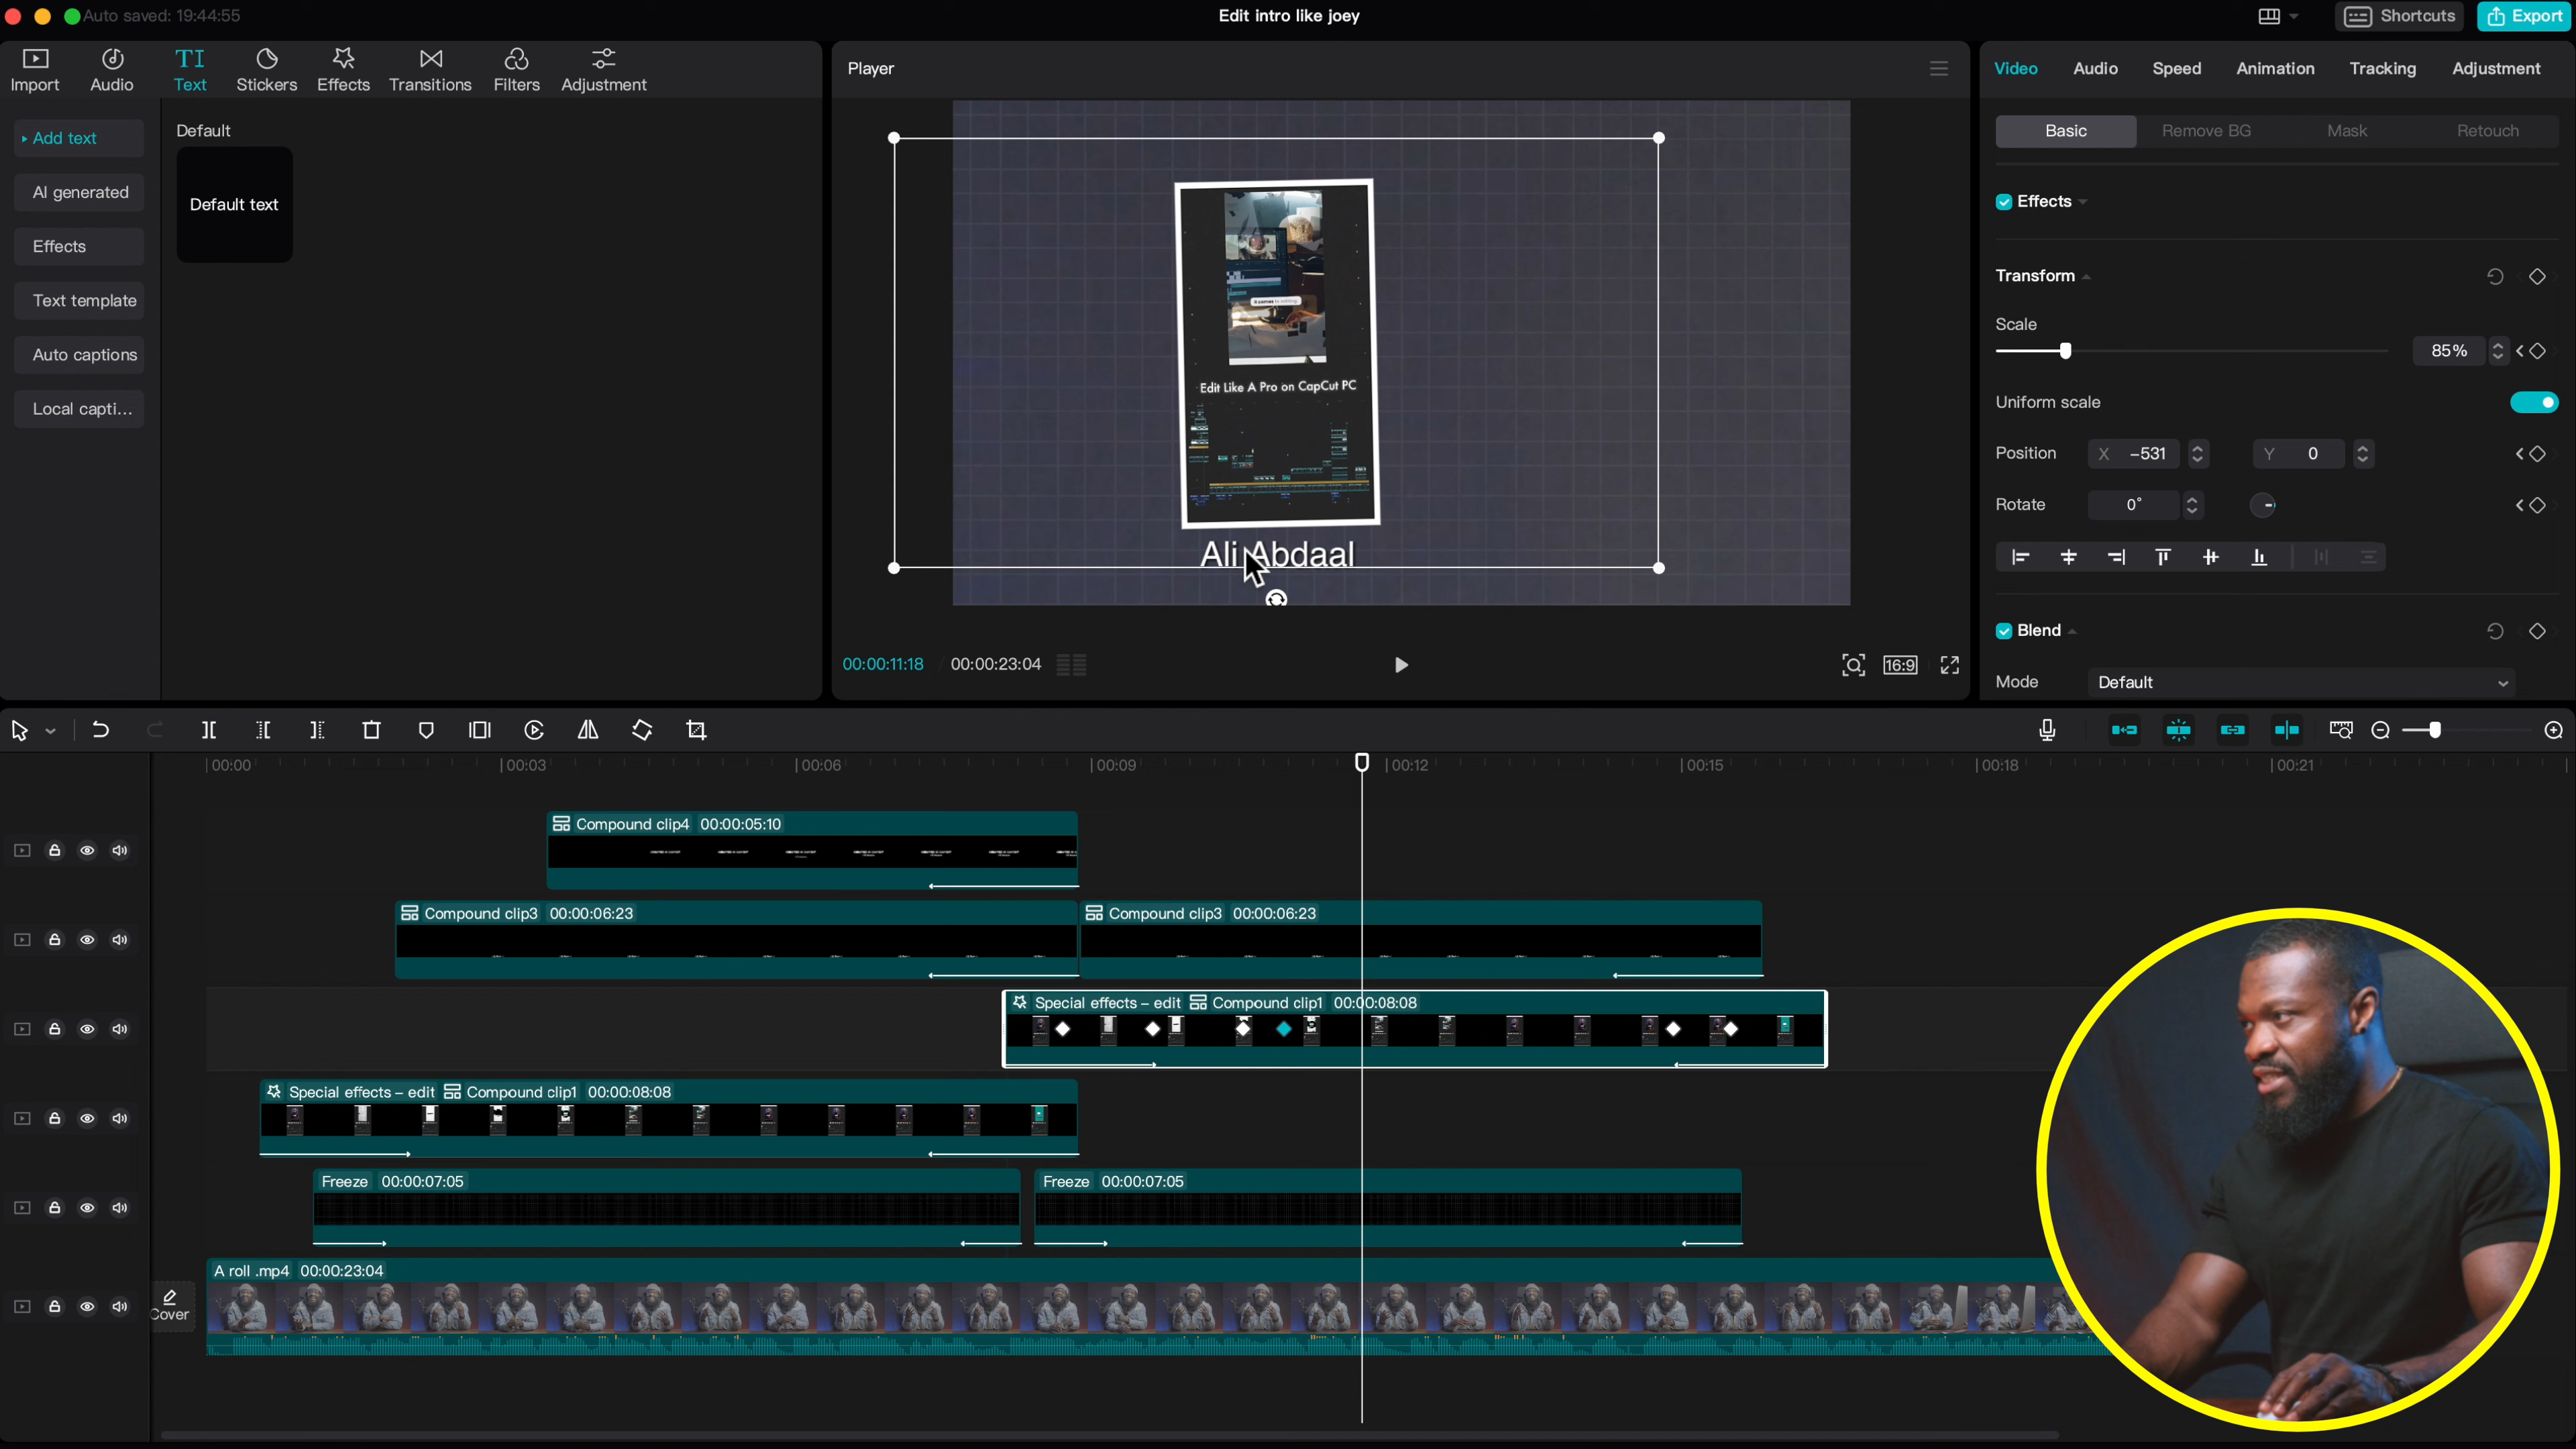 Auto saved: 19:44:55
Edit intro like joey
Shortcuts
Export
Import
Audio
TI
Text
Stickers
Effects
Transitions
Filters
Adjustment
Add text
AI generated
Effects
Text template
Auto captions
Local capti...
Default
Default text
Player
Edit Like A Pro on CapCut PC
Ali Abdaal
00:00:11:18
00:00:23:04
16:9
Video
Audio
Speed
Animation
Tracking
Adjustment
Basic
Remove BG
Mask
Retouch
Effects
Transform
Scale
85%
Uniform scale
Position
X -531
Y 0
Rotate
0°
Blend
Mode
Default
00:00
00:03
00:06
00:09
00:12
00:15
00:18
00:21
Compound clip4 00:00:05:10
Compound clip3 00:00:06:23
Compound clip3 00:00:06:23
Special effects – edit Compound clip1 00:00:08:08
Special effects – edit Compound clip1 00:00:08:08
Freeze 00:00:07:05
Freeze 00:00:07:05
A roll .mp4 00:00:23:04
Cover